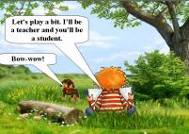 Let's play a bit. I'll be
a teacher and you'll be
a student.
Bow-wow!